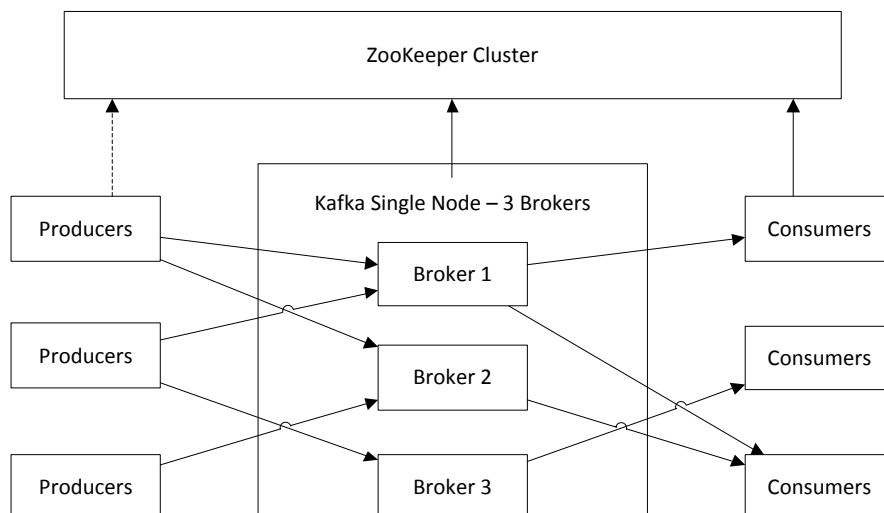 ZooKeeper Cluster
Kafka Single Node – 3 Brokers
Producers
Broker 1
Consumers
Producers
Broker 2
Consumers
Producers
Broker 3
Consumers